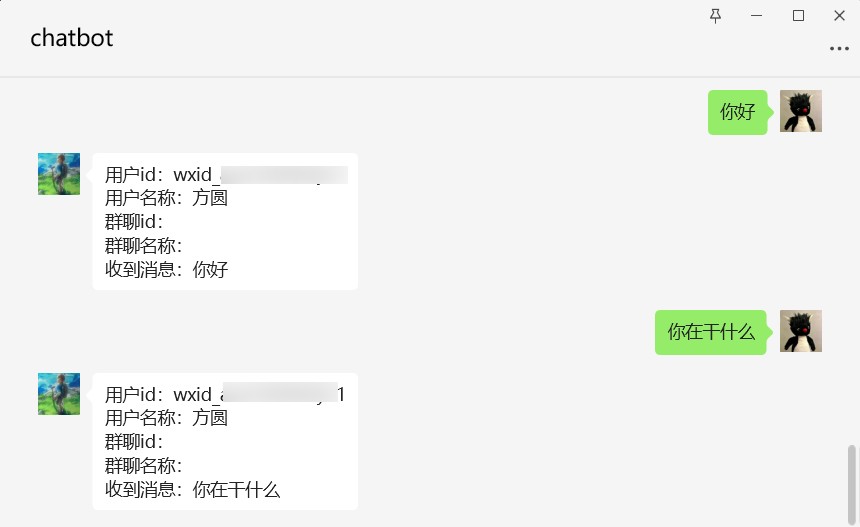 chatbot
你好
用户id：wxid_
用户名称：方圆
群聊id：
群聊名称：
收到消息：你好
你在干什么
用户id：wxid_
用户名称：方圆
群聊id：
群聊名称：
收到消息：你在干什么